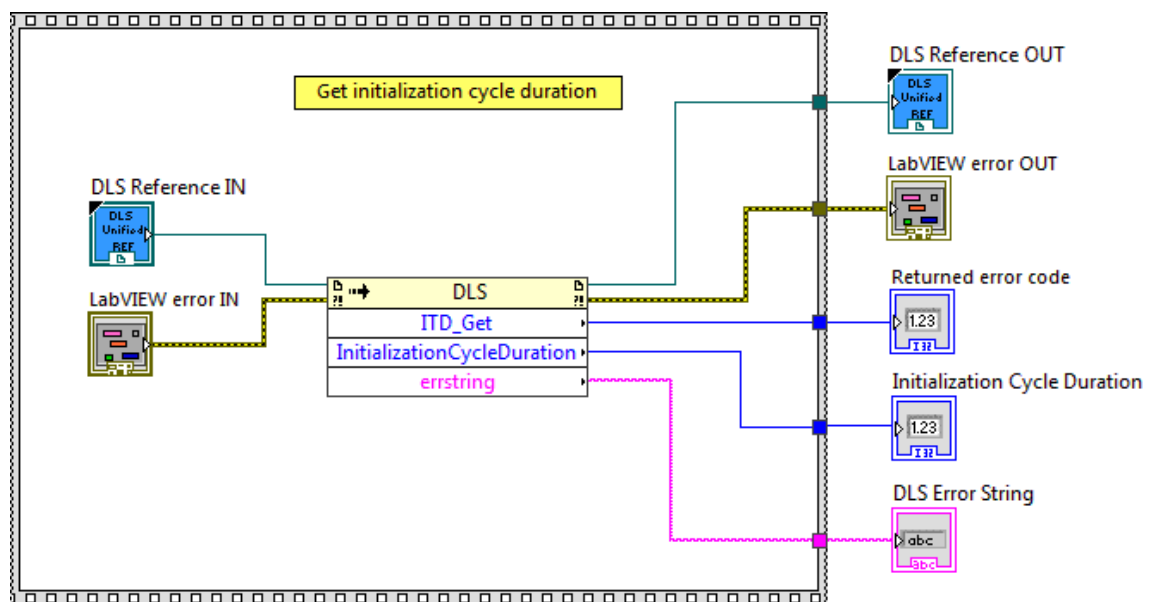 DLS Reference OUT
DLS
Unified
REF
Get initialization cycle duration
LabVIEW error OUT
DLS Reference IN
DLS
Unified
REF
Returned error code
1.23
I32
LabVIEW error IN
DLS
ITD_Get
InitializationCycleDuration
errstring
Initialization Cycle Duration
1.23
I32
DLS Error String
abc
abc